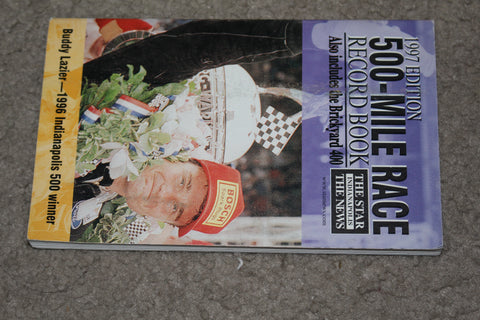 1997 EDITION
500-MILE RACE
RECORD BOOK
Also includes the Brickyard 400
THE STAR
INDIANAPOLIS
THE NEWS
BOSCH
Buddy Lazier—1996 Indianapolis 500 winner